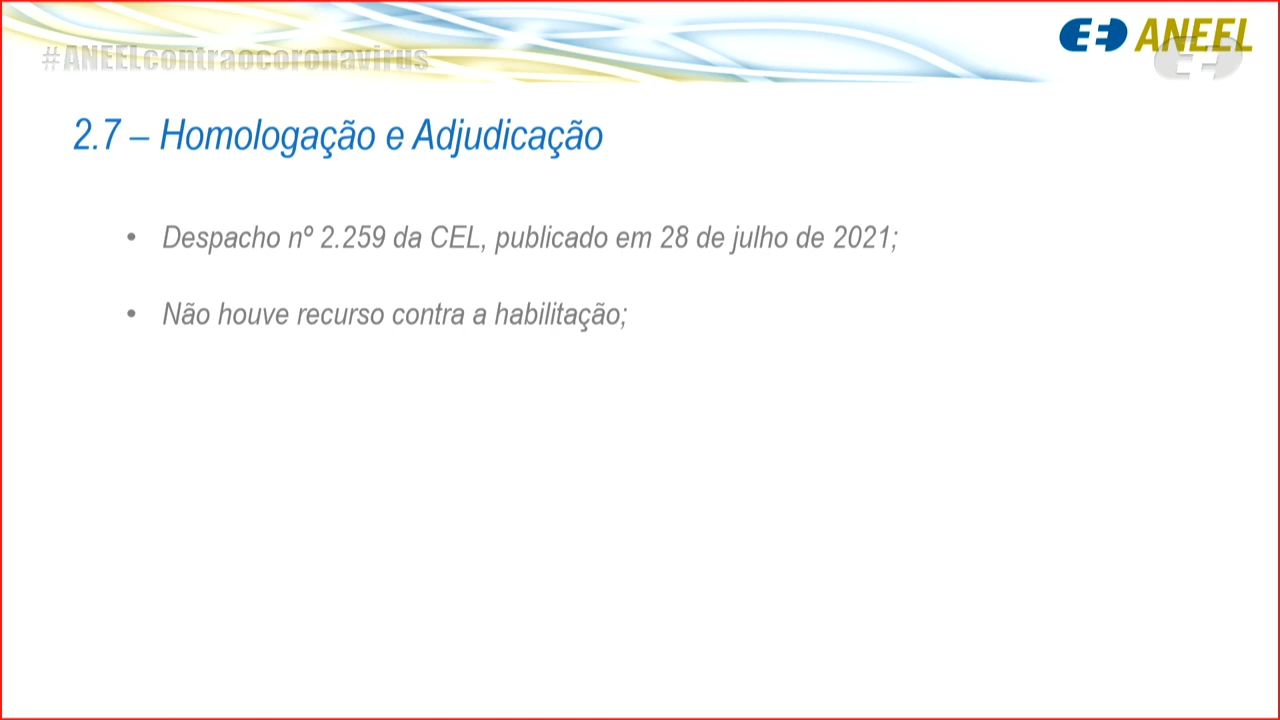 #ANEELcontraocoronavirus
ANEEL
2.7 – Homologação e Adjudicação
• Despacho nº 2.259 da CEL, publicado em 28 de julho de 2021;
• Não houve recurso contra a habilitação;